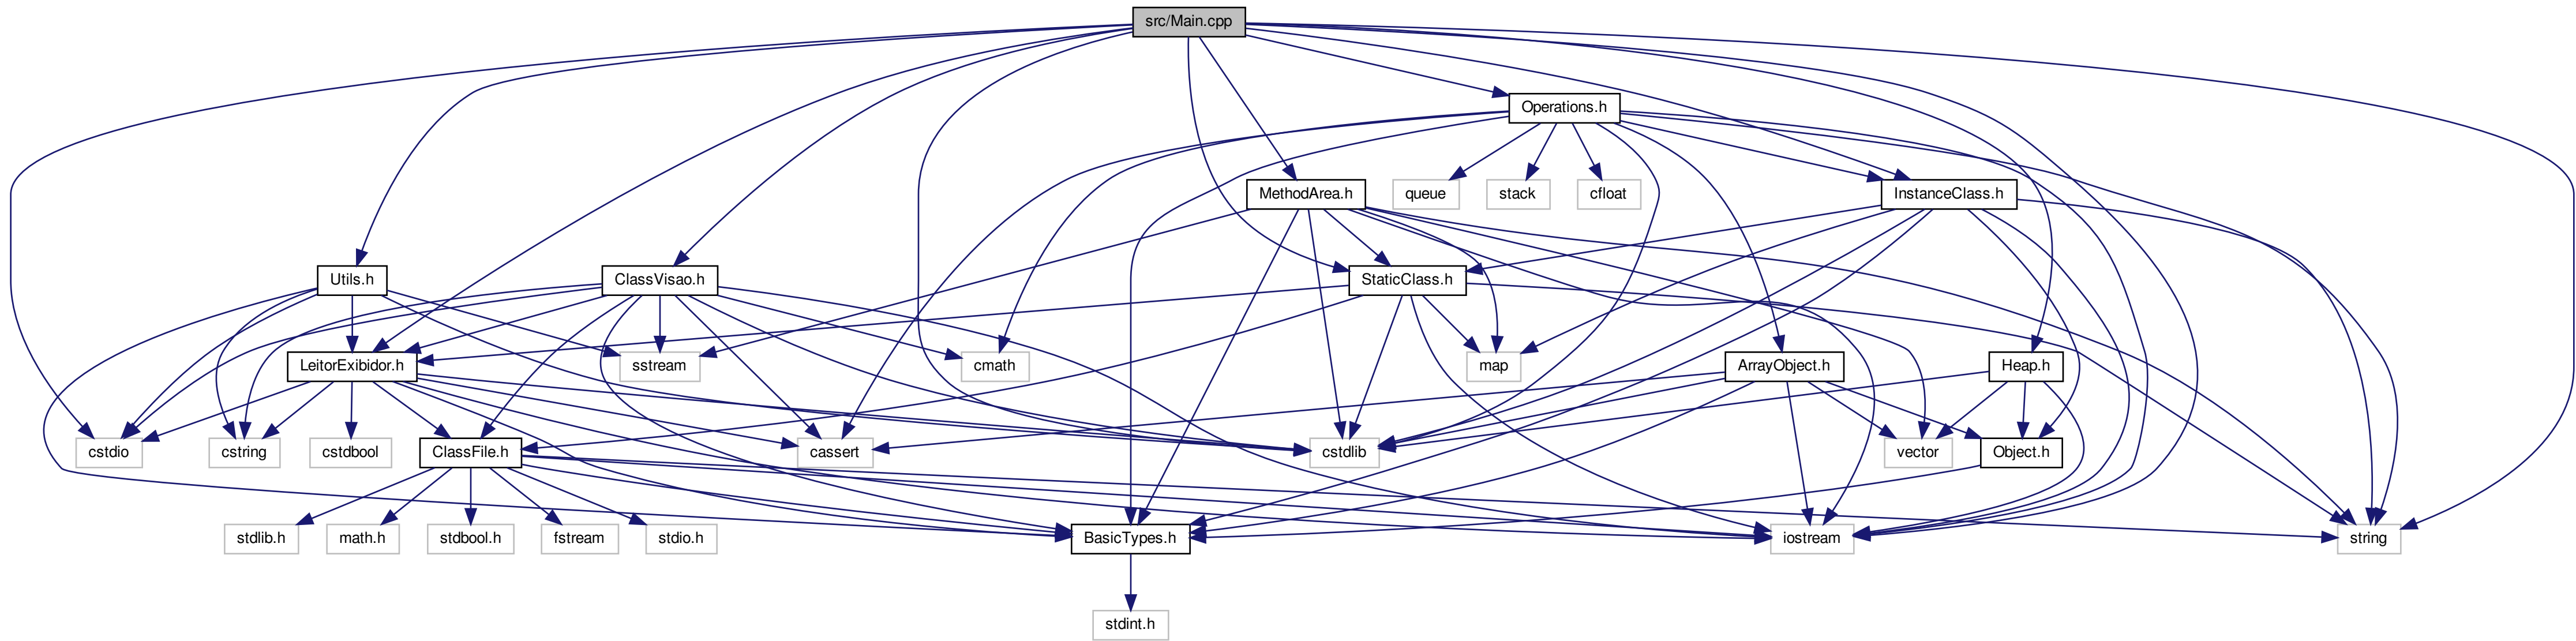 src/Main.cpp
Operations.h
MethodArea.h
queue
stack
cfloat
InstanceClass.h
Utils.h
ClassVisao.h
StaticClass.h
LeitorExibidor.h
sstream
cmath
map
ArrayObject.h
Heap.h
cstdio
cstring
cstdbool
ClassFile.h
cassert
cstdlib
vector
Object.h
stdlib.h
math.h
stdbool.h
fstream
stdio.h
BasicTypes.h
iostream
string
stdint.h